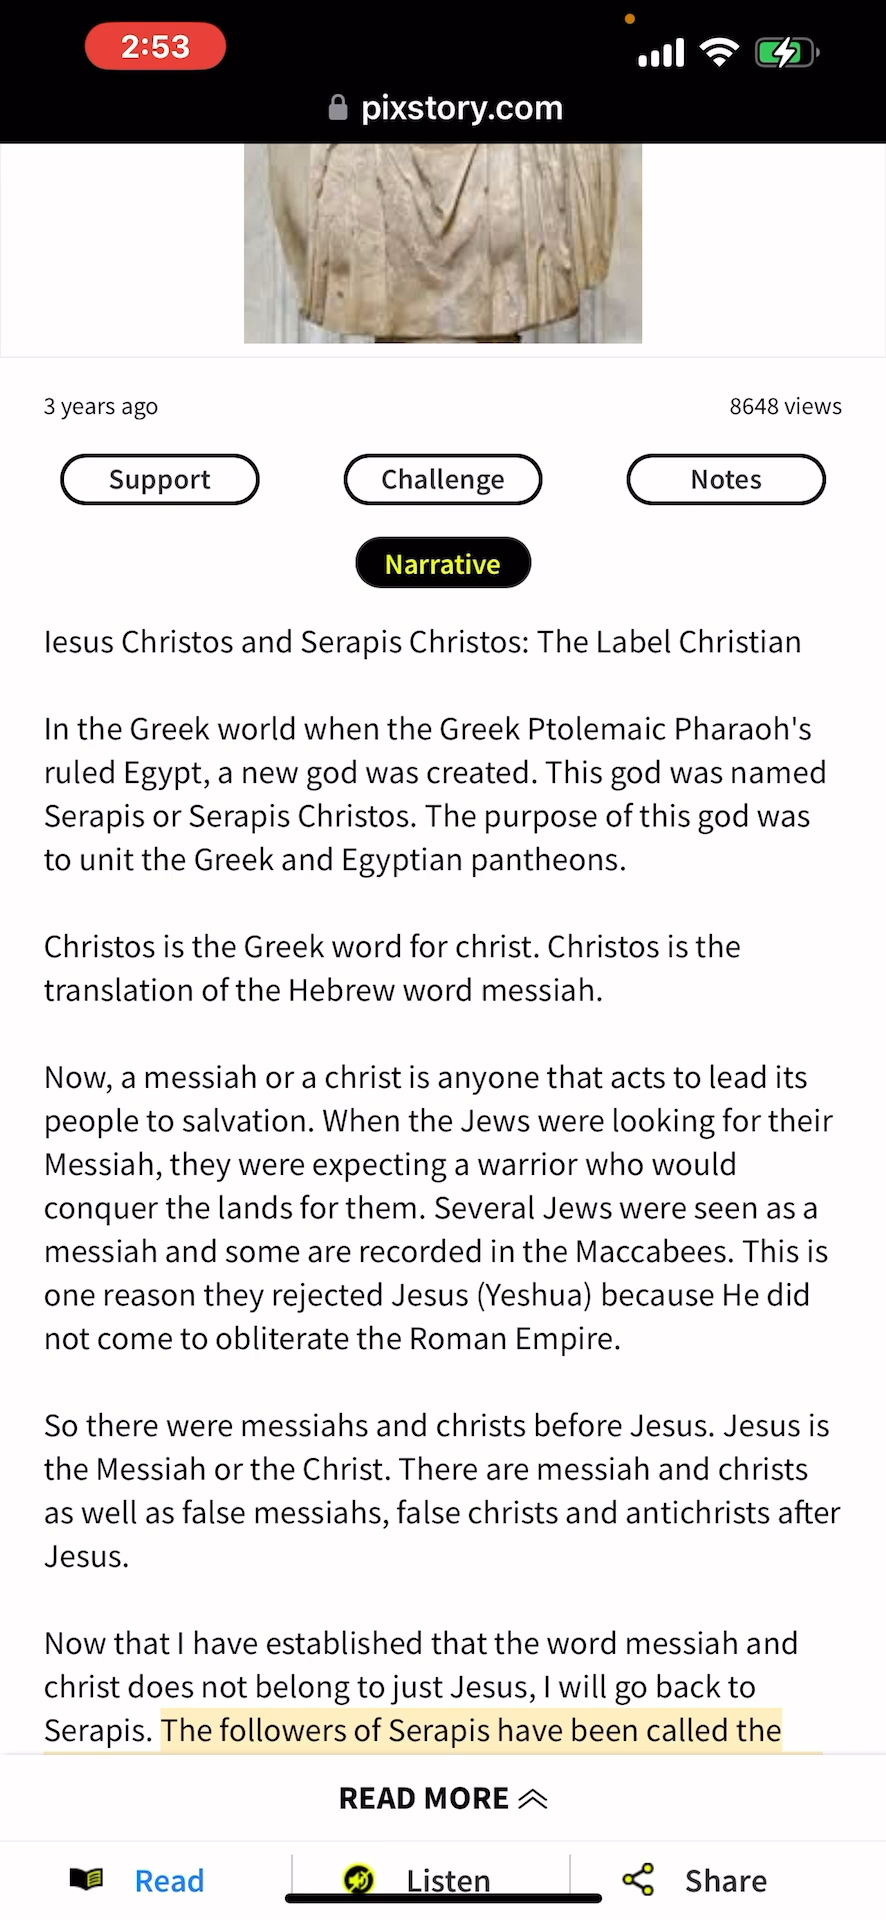 2:53
pixstory.com
3 years ago
8648 views
Support
Challenge
Notes
Narrative
Iesus Christos and Serapis Christos: The Label Christian
In the Greek world when the Greek Ptolemaic Pharaoh's
ruled Egypt, a new god was created. This god was named
Serapis or Serapis Christos. The purpose of this god was
to unit the Greek and Egyptian pantheons.
Christos is the Greek word for christ. Christos is the
translation of the Hebrew word messiah.
Now, a messiah or a christ is anyone that acts to lead its
people to salvation. When the Jews were looking for their
Messiah, they were expecting a warrior who would
conquer the lands for them. Several Jews were seen as a
messiah and some are recorded in the Maccabees. This is
one reason they rejected Jesus (Yeshua) because He did
not come to obliterate the Roman Empire.
So there were messiahs and christs before Jesus. Jesus is
the Messiah or the Christ. There are messiah and christs
as well as false messiahs, false christs and antichrists after
Jesus.
Now that I have established that the word messiah and
christ does not belong to just Jesus, I will go back to
Serapis. The followers of Serapis have been called the
READ MORE
Read
Listen
Share